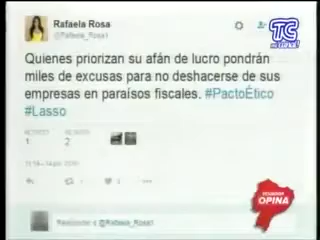 Rafaela Rosa
@Rafaela_Rosa1
TC
Quienes priorizan su afán de lucro pondrán
miles de excusas para no deshacerse de sus
empresas en paraísos fiscales. #PactoÉtico
#Lasso
1
2
OPINA
Responder a @Rafaela_Rosa1